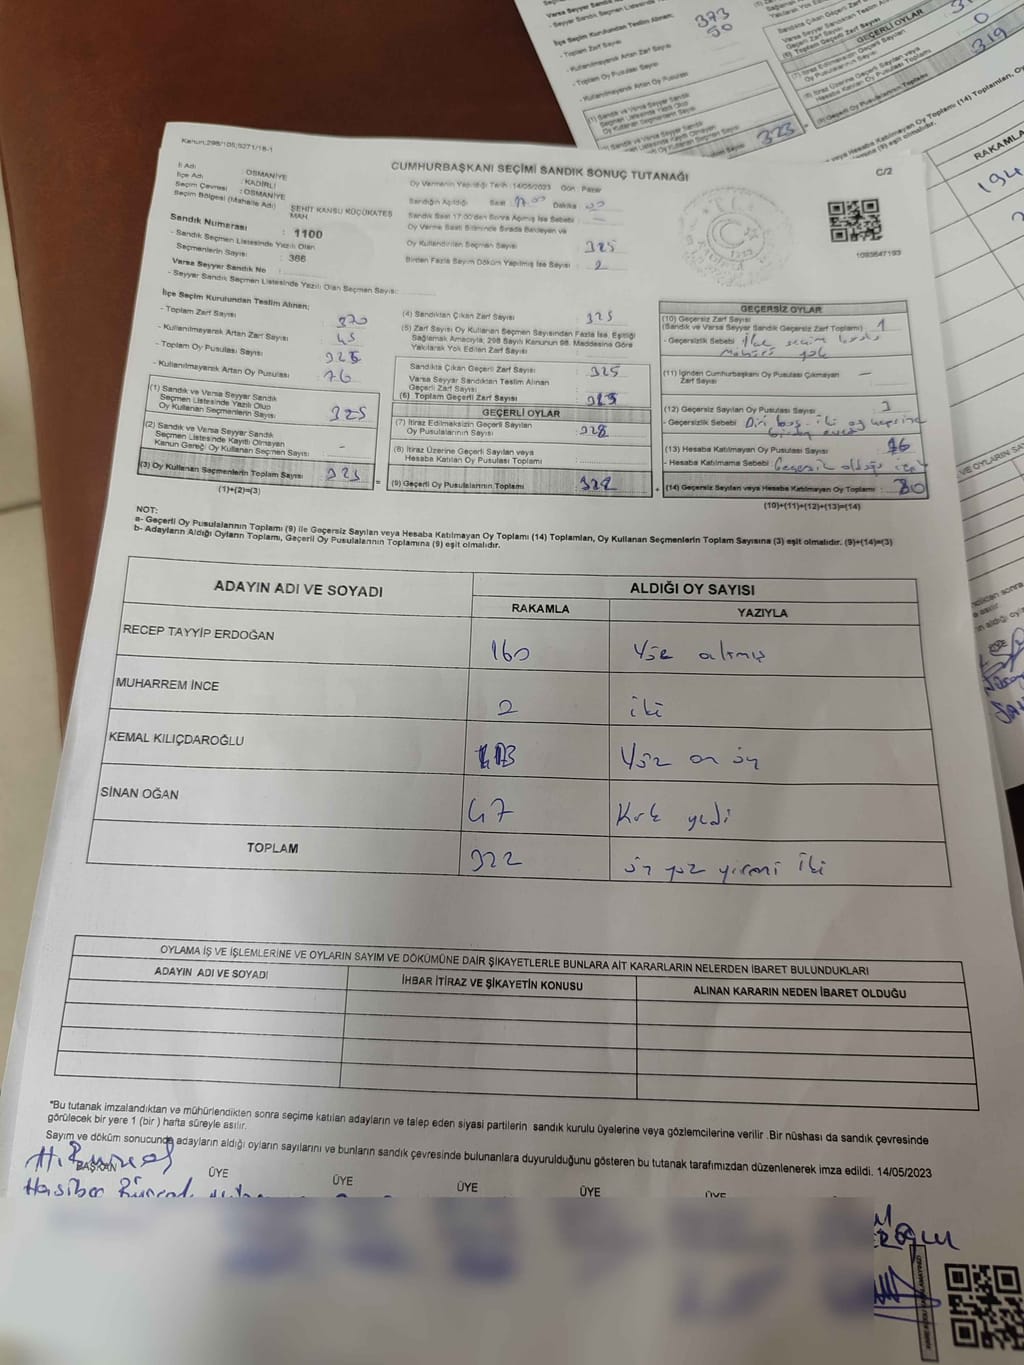 Kanun;298/105;5271/18-1
CUMHURBAŞKANI SEÇİMİ SANDIK SONUÇ TUTANAĞI
C/2
İl Adı : OSMANİYE
İlçe Adı : KADİRLİ
Seçim Çevresi : OSMANİYE
Seçim Bölgesi (Mahalle Adı) : ŞEHİT KANSU KÜÇÜKATEŞ MAH.
Sandık Numarası : 1100
- Sandık Seçmen Listesinde Yazılı Olan
Seçmenlerin Sayısı : 366
Varsa Seyyar Sandık No
- Seyyar Sandık Seçmen Listesinde Yazılı Olan Seçmen Sayısı:
Oy Vermenin Yapıldığı Tarih :14/05/2023 Gün Pazar
Sandığın Açıldığı Saat 17.00 Dakika 00
Sandık Saat 17:00'den Sonra Açmış İse Sebebi :
Oy Verme Saati Bitiminde Sırada Bekleyen ve
Oy Kullandırılan Seçmen Sayısı 325
Birden Fazla Sayım Döküm Yapılmış İse Sayısı
1093647193
İlçe Seçim Kurulundan Teslim Alınan:
- Toplam Zarf Sayısı : 370
- Kullanılmayarak Artan Zarf Sayısı : 45
- Toplam Oy Pusulası Sayısı
- Kullanılmayarak Artan Oy Pusulası : 76
(1) Sandık ve Varsa Seyyar Sandık
Seçmen Listesinde Yazılı Olup
Oy Kullanan Seçmenlerin Sayısı : 325
(2) Sandık ve Varsa Seyyar Sandık
Seçmen Listesinde Kayıtlı Olmayan
Kanun Gereği Oy Kullanan Seçmen Sayısı : -
(3) Oy Kullanan Seçmenlerin Toplam Sayısı : 325
(1)+(2)=(3)
(4) Sandıktan Çıkan Zarf Sayısı : 325
(5) Zarf Sayısı Oy Kullanan Seçmen Sayısından Fazla İse, Eşitliği
Sağlamak Amacıyla; 298 Sayılı Kanunun 98. Maddesine Göre
Yakılarak Yok Edilen Zarf Sayısı
Sandıkta Çıkan Geçerli Zarf Sayısı : 325
Varsa Seyyar Sandıktan Teslim Alınan
Geçerli Zarf Sayısı
(6) Toplam Geçerli Zarf Sayısı
GEÇERLİ OYLAR
(7) İtiraz Edilmeksizin Geçerli Sayılan
Oy Pusulalarının Sayısı
(8) İtiraz Üzerine Geçerli Sayılan veya
Hesaba Katılan Oy Pusulası Toplamı
(9) Geçerli Oy Pusulalarının Toplamı : 322
GEÇERSİZ OYLAR
(10) Geçersiz Zarf Sayısı
(Sandık ve Varsa Seyyar Sandık Geçersiz Zarf Toplamı) : 1
- Geçersizlik Sebebi : İlçe seçim kurulu
Mührü yok
(11) İçinden Cumhurbaşkanı Oy Pusulası Çıkmayan
Zarf Sayısı : -
(12) Geçersiz Sayılan Oy Pusulası Sayısı : 3
- Geçersizlik Sebebi
(13) Hesaba Katılmayan Oy Pusulası Sayısı
- Hesaba Katılmama Sebebi : Geçersiz olduğu için
(14) Geçersiz Sayılan veya Hesaba Katılmayan Oy Toplamı
(10)+(11)+(12)+(13)=(14)
NOT:
a- Geçerli Oy Pusulalarının Toplamı (9) ile Geçersiz Sayılan veya Hesaba Katılmayan Oy Toplamı (14) Toplamları, Oy Kullanan Seçmenlerin Toplam Sayısına (3) eşit olmalıdır. (9)+(14)=(3)
b- Adayların Aldığı Oyların Toplamı, Geçerli Oy Pusulalarının Toplamına (9) eşit olmalıdır.
ADAYIN ADI VE SOYADI ALDIĞI OY SAYISI
RAKAMLA YAZIYLA
RECEP TAYYİP ERDOĞAN 160 Yüz altmış
MUHARREM İNCE 2 iki
KEMAL KILIÇDAROĞLU 113 Yüz on üç
SİNAN OĞAN 47 Kırk yedi
TOPLAM 322 üç yüz yirmi iki
OYLAMA İŞ VE İŞLEMLERİNE VE OYLARIN SAYIM VE DÖKÜMÜNE DAİR ŞİKAYETLERLE BUNLARA AİT KARARLARIN NELERDEN İBARET BULUNDUKLARI
ADAYIN ADI VE SOYADI İHBAR İTİRAZ VE ŞİKAYETİN KONUSU ALINAN KARARIN NEDEN İBARET OLDUĞU
*Bu tutanak imzalandıktan ve mühürlendikten sonra seçime katılan adayların ve talep eden siyasi partilerin sandık kurulu üyelerine veya gözlemcilerine verilir .Bir nüshası da sandık çevresinde
görülecek bir yere 1 (bir ) hafta süreyle asılır.
Sayım ve döküm sonucunda adayların aldığı oyların sayılarını ve bunların sandık çevresinde bulunanlara duyurulduğunu gösteren bu tutanak tarafımızdan düzenlenerek imza edildi. 14/05/2023
BAŞKAN ÜYE ÜYE ÜYE ÜYE ÜYE